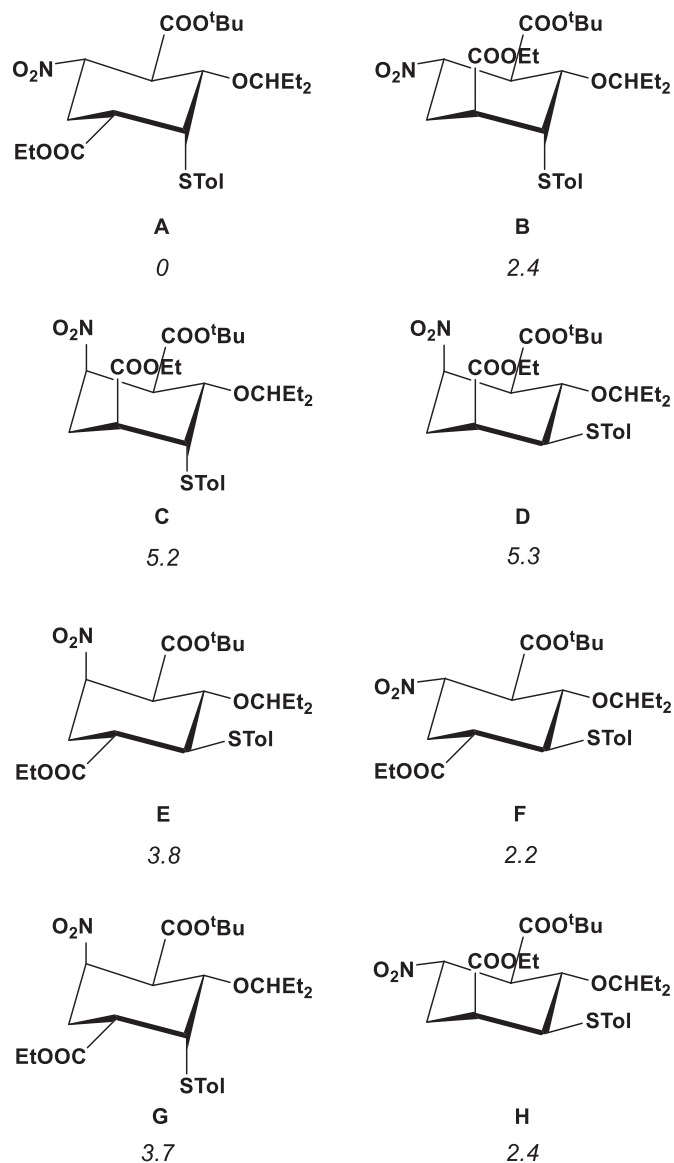 COOᵗBu COOᵗBu
O₂N OCHEt₂ O₂N COOEt OCHEt₂
EtOOC
STol STol
A B
0 2.4
O₂N COOᵗBu O₂N COOᵗBu
COOEt OCHEt₂ COOEt OCHEt₂
STol
STol
C D
5.2 5.3
O₂N COOᵗBu COOᵗBu
OCHEt₂ O₂N OCHEt₂
STol STol
EtOOC EtOOC
E F
3.8 2.2
O₂N COOᵗBu COOᵗBu
OCHEt₂ O₂N COOEt OCHEt₂
STol
EtOOC
STol
G H
3.7 2.4